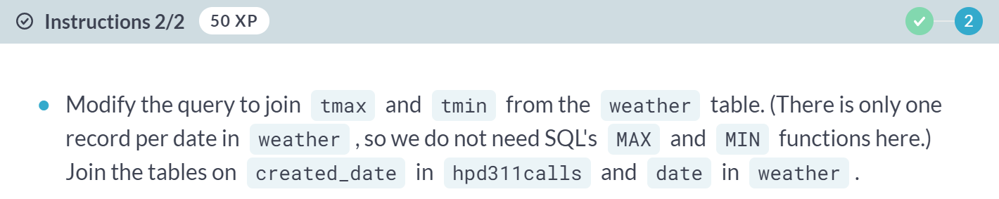 Instructions 2/2 50 XP 2
Modify the query to join tmax and tmin from the weather table. (There is only one
record per date in weather , so we do not need SQL's MAX and MIN functions here.)
Join the tables on created_date in hpd311calls and date in weather .